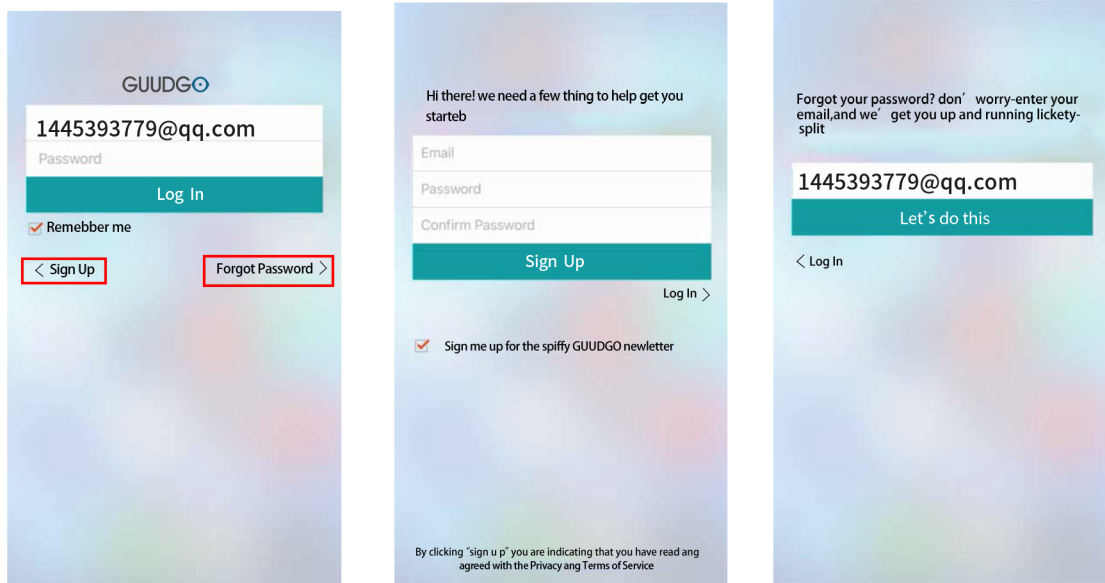 GUUDGO
1445393779@qq.com
Password
Log In
Remebber me
< Sign Up
Forgot Password >
Hi there! we need a few thing to help get you
starteb
Email
Password
Confirm Password
Sign Up
Log In >
Sign me up for the spiffy GUUDGO newletter
By clicking "sign u p" you are indicating that you have read ang
agreed with the Privacy ang Terms of Service
Forgot your password? don′ worry-enter your
email,and we′ get you up and running lickety-
split
1445393779@qq.com
Let's do this
< Log In